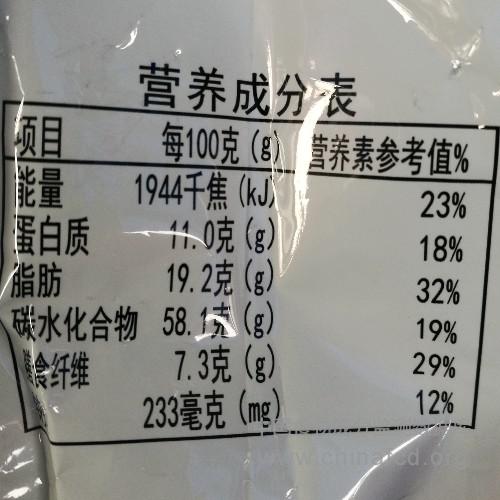 营养成分表
项目 每100克(g) 营养素参考值%
能量 1944千焦(kJ) 23%
蛋白质 11.0克(g) 18%
脂肪 19.2克(g) 32%
碳水化合物 58.1克(g) 19%
食纤维 7.3克(g) 29%
233毫克(mg) 12%